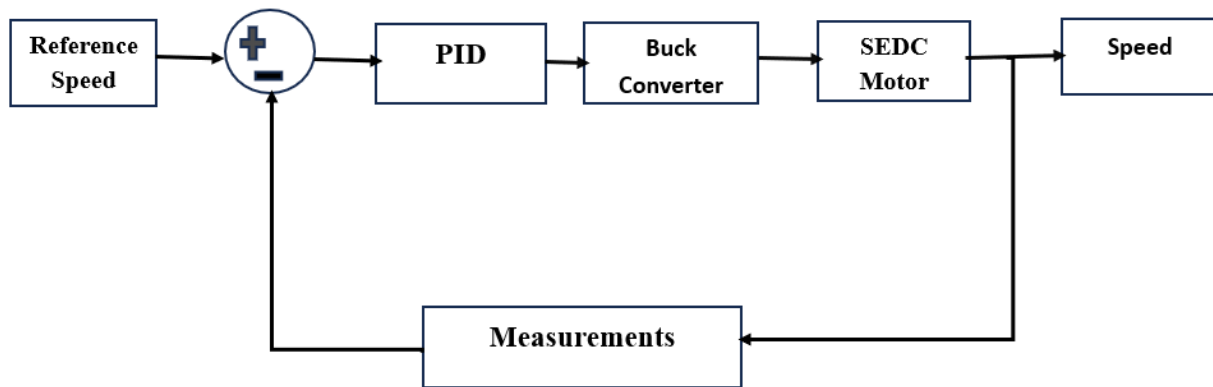 Reference
Speed
PID
Buck
Converter
SEDC
Motor
Speed
Measurements